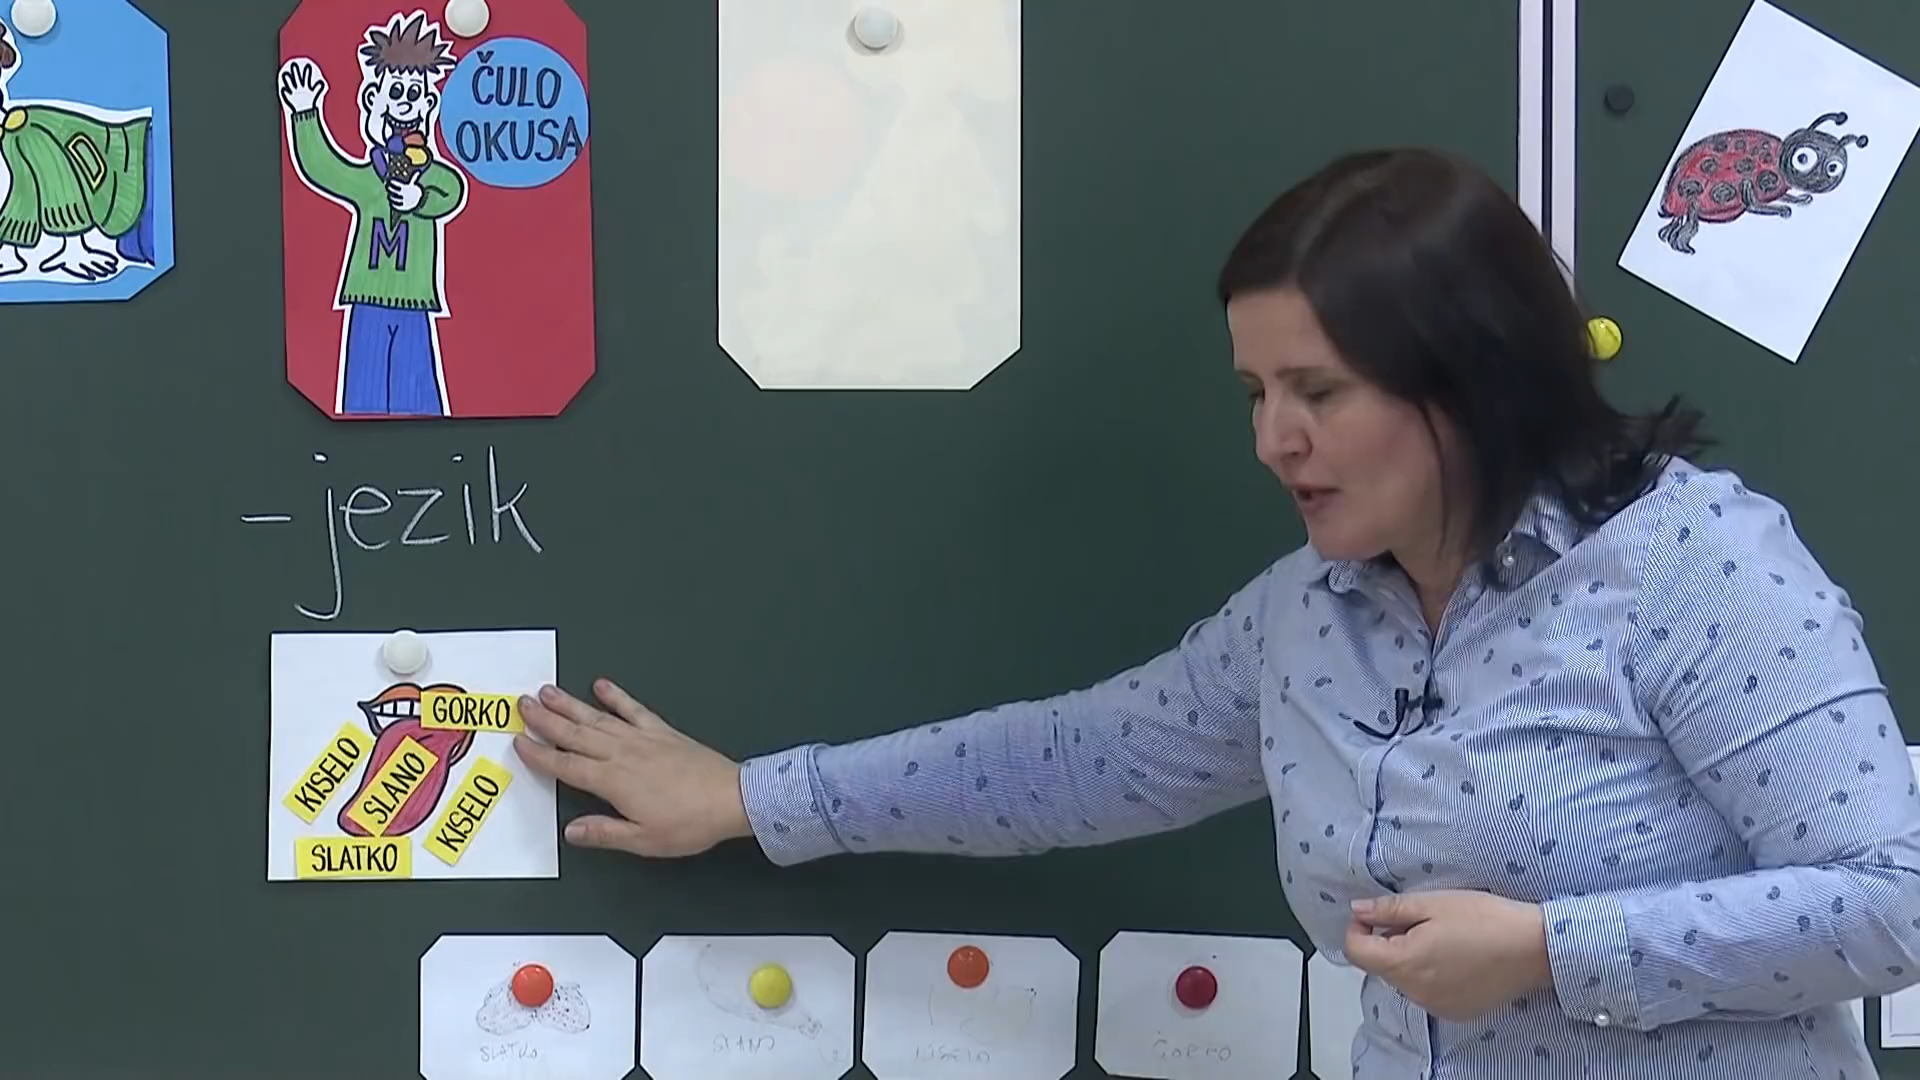 ČULO
OKUSA
M
-jezik
GORKO
KISELO
SLANO
KISELO
SLATKO
SLATKO
SLANO
KISELO
GORKO